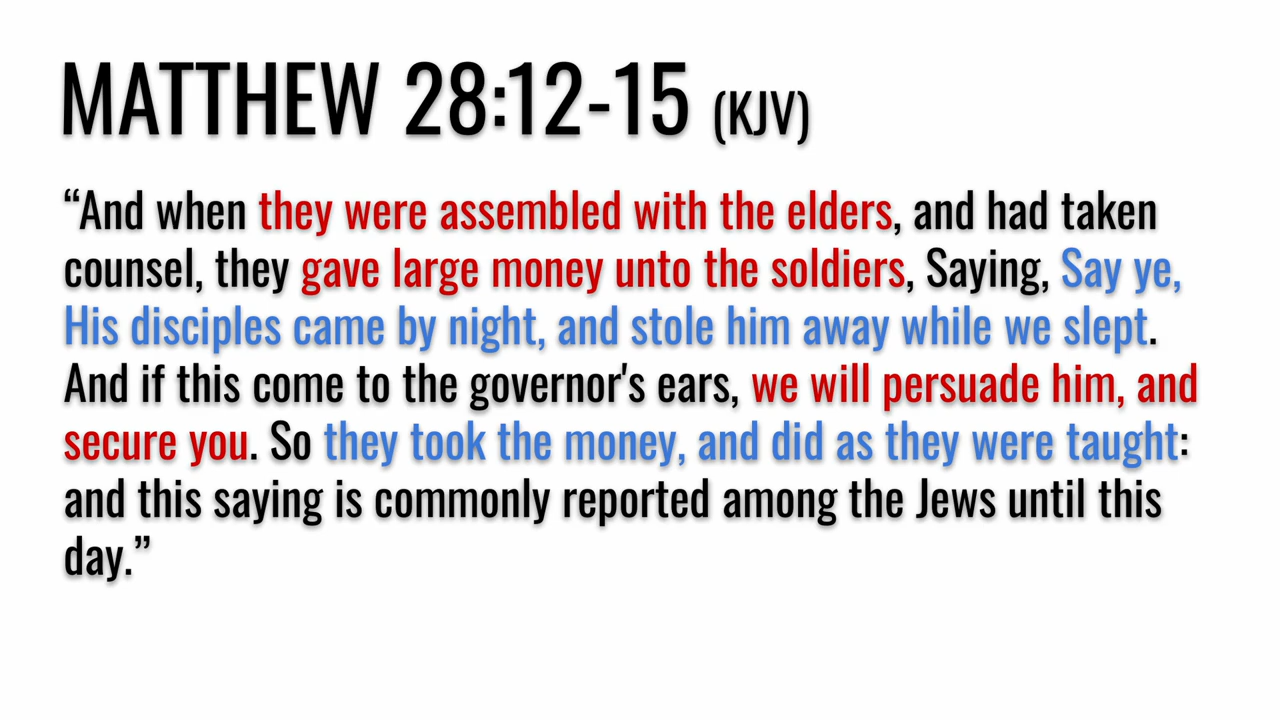 MATTHEW 28:12-15 (KJV)
“And when they were assembled with the elders, and had taken
counsel, they gave large money unto the soldiers, Saying, Say ye,
His disciples came by night, and stole him away while we slept.
And if this come to the governor's ears, we will persuade him, and
secure you. So they took the money, and did as they were taught:
and this saying is commonly reported among the Jews until this
day.”